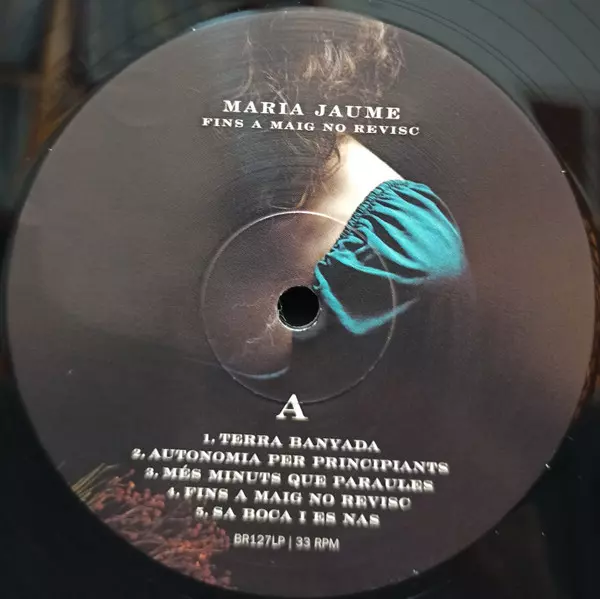 MARIA JAUME
FINS A MAIG NO REVISC
A
1. TERRA BANYADA
2. AUTONOMIA PER PRINCIPIANTS
3. MÉS MINUTS QUE PARAULES
4. FINS A MAIG NO REVISC
5. SA BOCA I ES NAS
BR127LP | 33 RPM